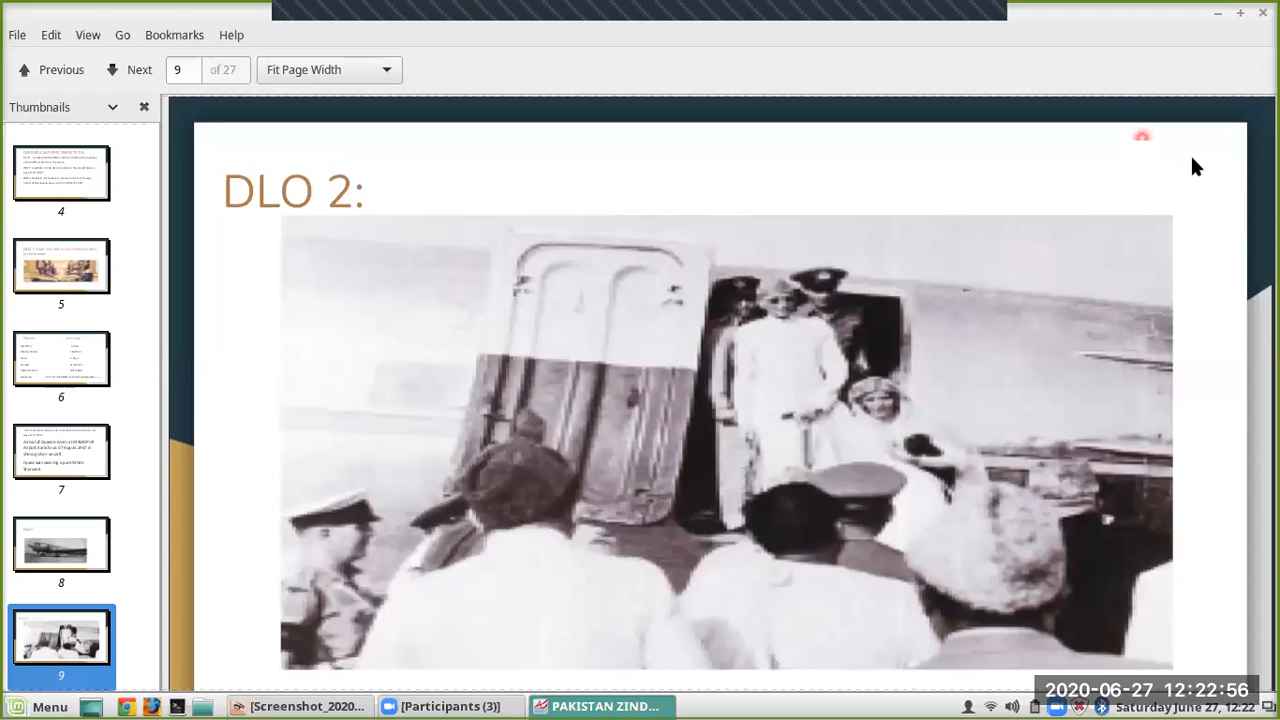 File Edit View Go Bookmarks Help
Previous Next 9 of 27 Fit Page Width
Thumbnails
DLO 2:
4
5
6
7
8
9
2020-06-27 12:22:56
Menu [Screenshot_2020... [Participants (3)] PAKISTAN ZIND... Saturday June 27, 12:22